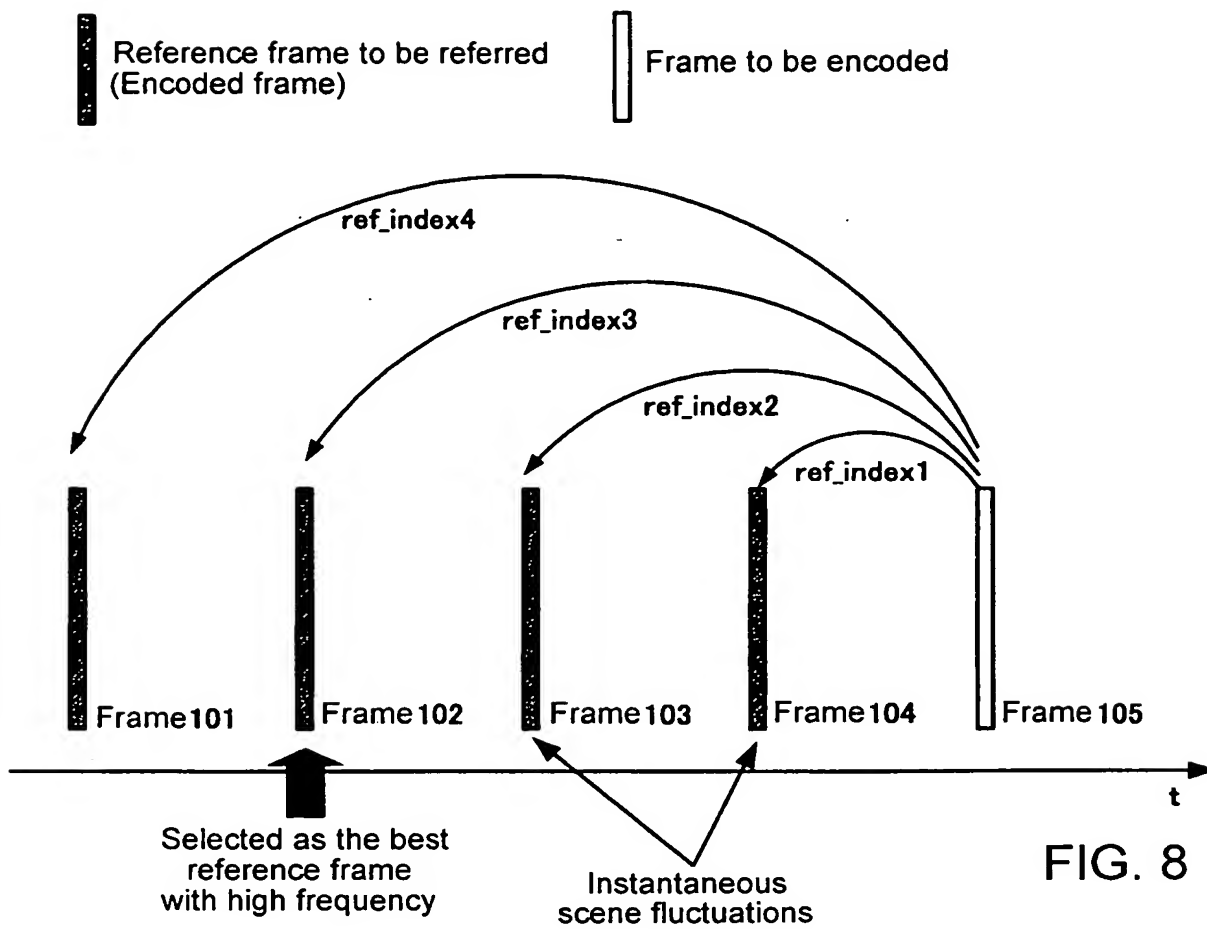 Reference frame to be referred
(Encoded frame)
Frame to be encoded
ref_index4
ref_index3
ref_index2
ref_index1
Frame101
Frame102
Frame103
Frame104
Frame105
t
Selected as the best
reference frame
with high frequency
Instantaneous
scene fluctuations
FIG. 8